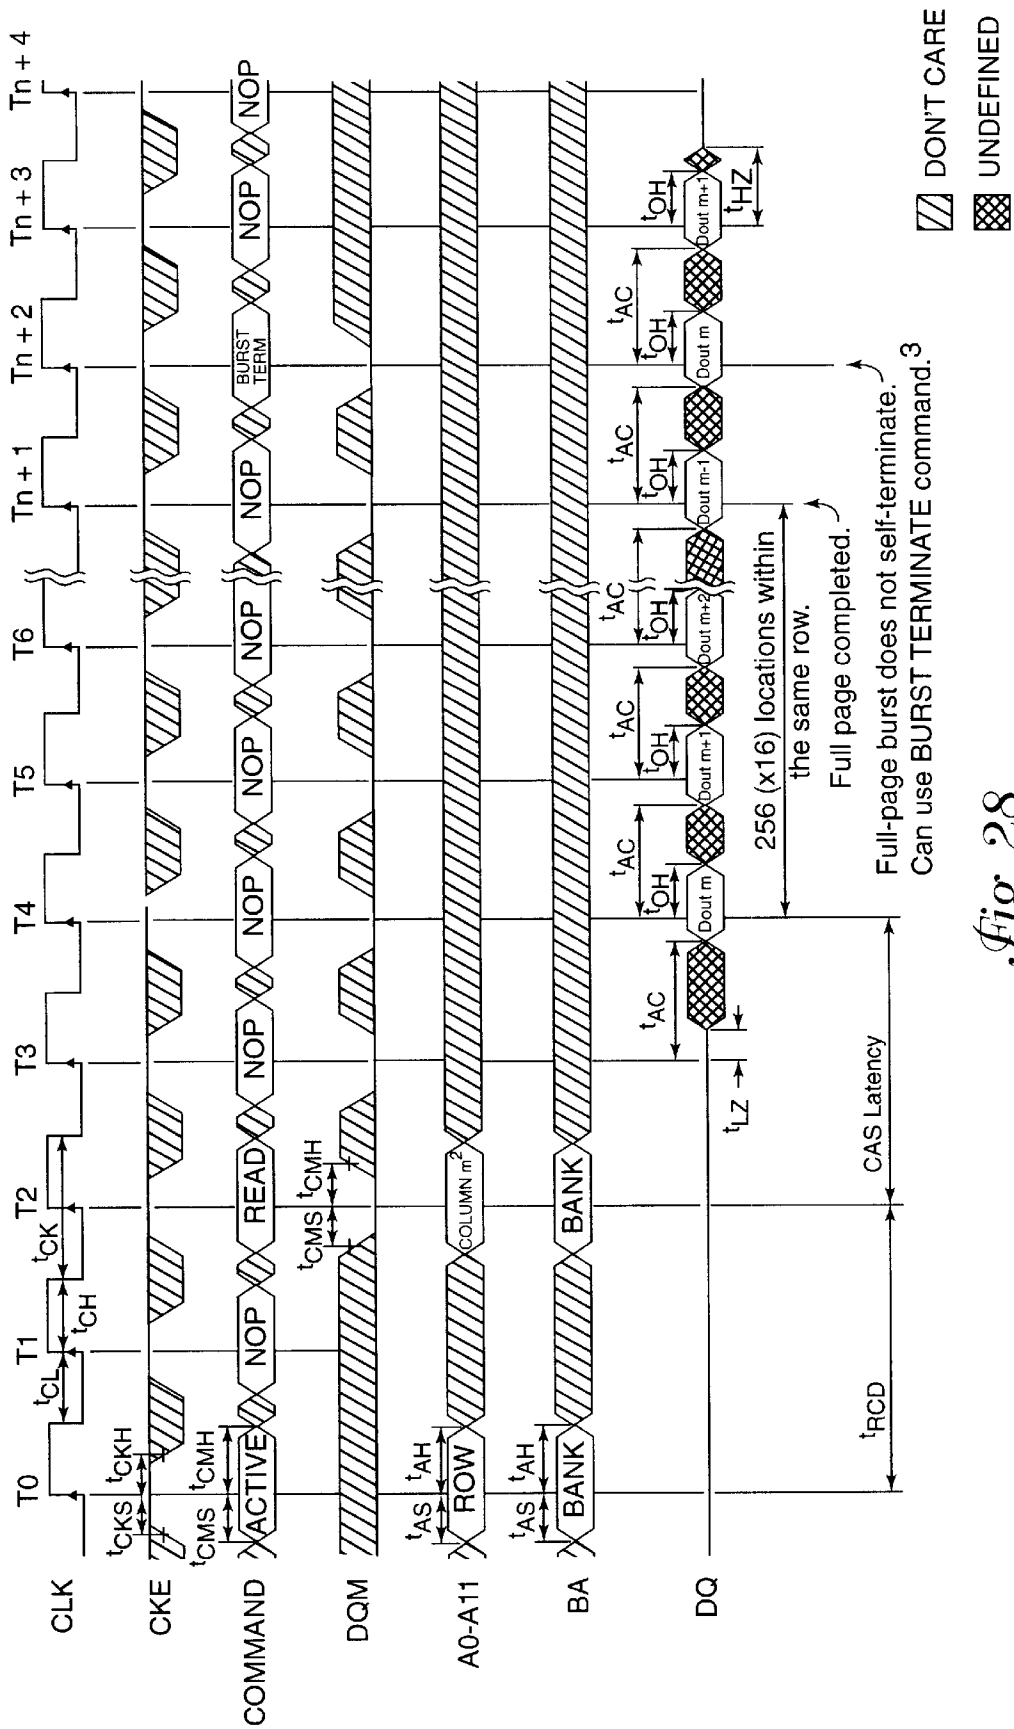 T0 T1 T2 T3 T4 T5 T6 Tn + 1 Tn + 2 Tn + 3 Tn + 4
CLK
tCL tCH tCK
CKE
tCKS tCKH
COMMAND
tCMS tCMH
ACTIVE NOP READ NOP NOP NOP NOP NOP BURST TERM NOP NOP
DQM
tCMS tCMH
A0-A11
tAS tAH
ROW COLUMN m2
BA
tAS tAH
BANK BANK
DQ
tLZ tAC tAC tAC tAC tAC tAC
tOH tOH tOH tOH tOH tOH
tHZ
Dout m Dout m+1 Dout m+2 Dout m-1 Dout m Dout m+1
256 (x16) locations within
the same row.
Full page completed.
Full-page burst does not self-terminate.
Can use BURST TERMINATE command.3
tRCD CAS Latency
DON'T CARE
UNDEFINED
Fig. 28